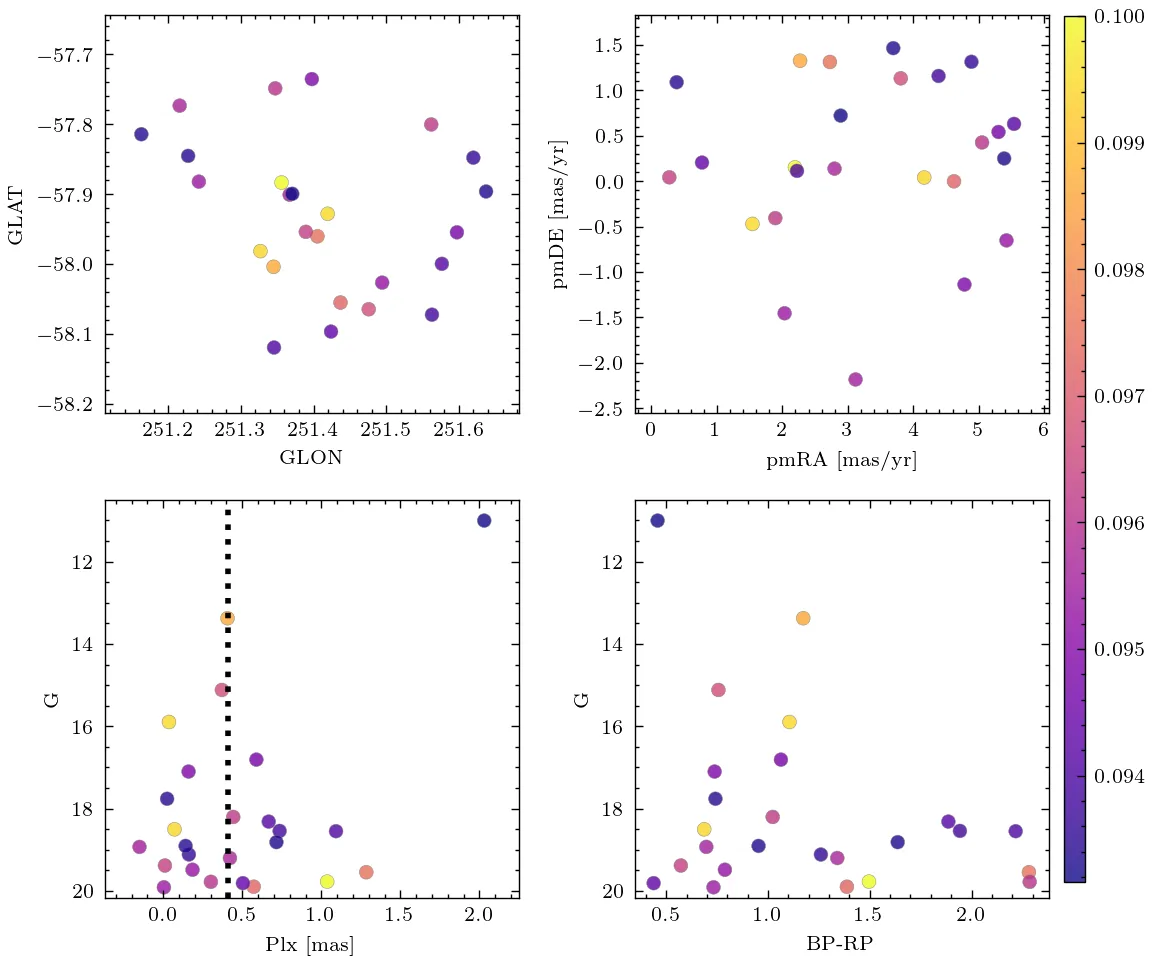 −57.7
−57.8
−57.9
−58.0
−58.1
−58.2
GLAT
251.2 251.3 251.4 251.5 251.6
GLON
1.5
1.0
0.5
0.0
−0.5
−1.0
−1.5
−2.0
−2.5
pmDE [mas/yr]
0 1 2 3 4 5 6
pmRA [mas/yr]
12
14
16
18
20
G
0.0 0.5 1.0 1.5 2.0
Plx [mas]
12
14
16
18
20
G
0.5 1.0 1.5 2.0
BP-RP
0.100
0.099
0.098
0.097
0.096
0.095
0.094